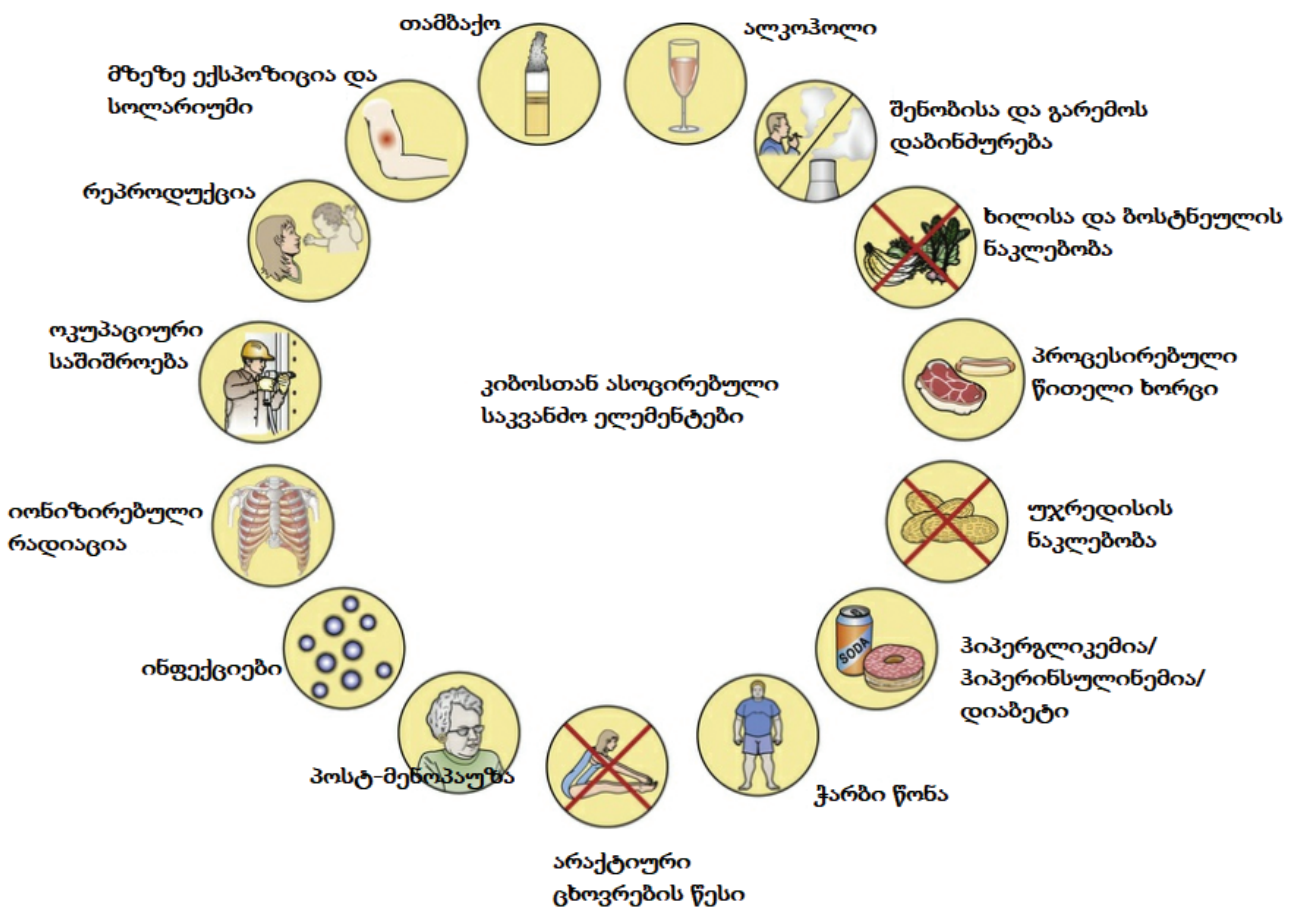 თამბაქო
ალკოჰოლი
მზეზე ექსპოზიცია და
სოლარიუმი
შენობისა და გარემოს
დაბინძურება
რეპროდუქცია
ხილისა და ბოსტნეულის
ნაკლებობა
ოკუპაციური
საშიშროება
პროცესირებული
წითელი ხორცი
კიბოსთან ასოცირებული
საკვანძო ელემენტები
იონიზირებული
რადიაცია
უჯრედისის
ნაკლებობა
ინფექციები
SODA
ჰიპერგლიკემია/
ჰიპერინსულინემია/
დიაბეტი
პოსტ-მენოპაუზა
ჭარბი წონა
არაქტიური
ცხოვრების წესი